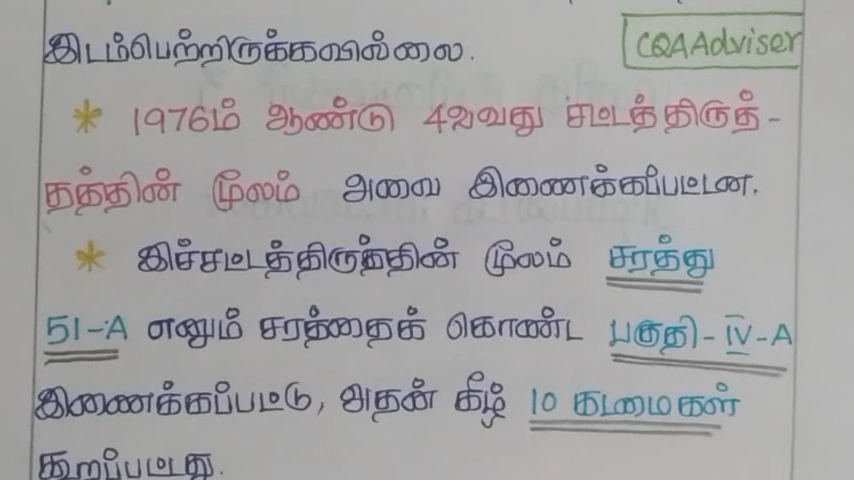 இடம்பெற்றிருக்கவில்லை.
CQAAdviser
* 1976ம் ஆண்டு 42வது சட்டத்திருத்-
தத்தின் மூலம் அவை இணைக்கப்பட்டன.
* இச்சட்டத்திருத்தின் மூலம் சரத்து
51-A எனும் சரத்தைக் கொண்ட பகுதி- IV-A
இணைக்கப்பட்டு, அதன் கீழ் 10 கடமைகள்
கூறப்பட்டது.